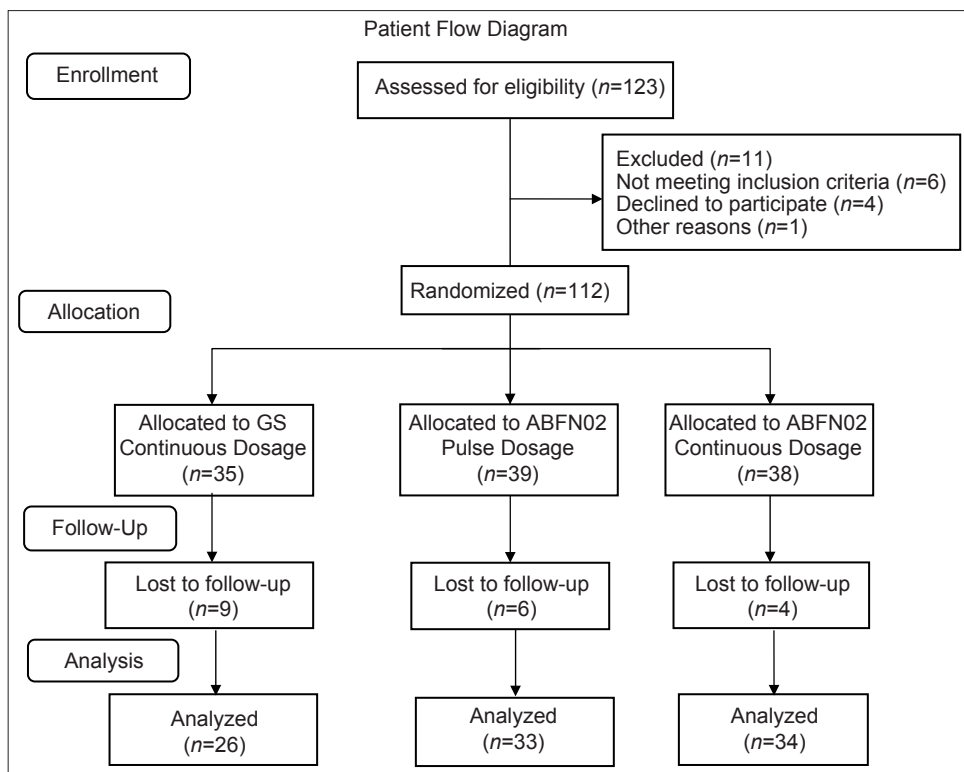 Patient Flow Diagram
Enrollment
Assessed for eligibility (n=123)
Excluded (n=11)
Not meeting inclusion criteria (n=6)
Declined to participate (n=4)
Other reasons (n=1)
Randomized (n=112)
Allocation
Allocated to GS
Continuous Dosage
(n=35)
Allocated to ABFN02
Pulse Dosage
(n=39)
Allocated to ABFN02
Continuous Dosage
(n=38)
Follow-Up
Lost to follow-up
(n=9)
Lost to follow-up
(n=6)
Lost to follow-up
(n=4)
Analysis
Analyzed
(n=26)
Analyzed
(n=33)
Analyzed
(n=34)